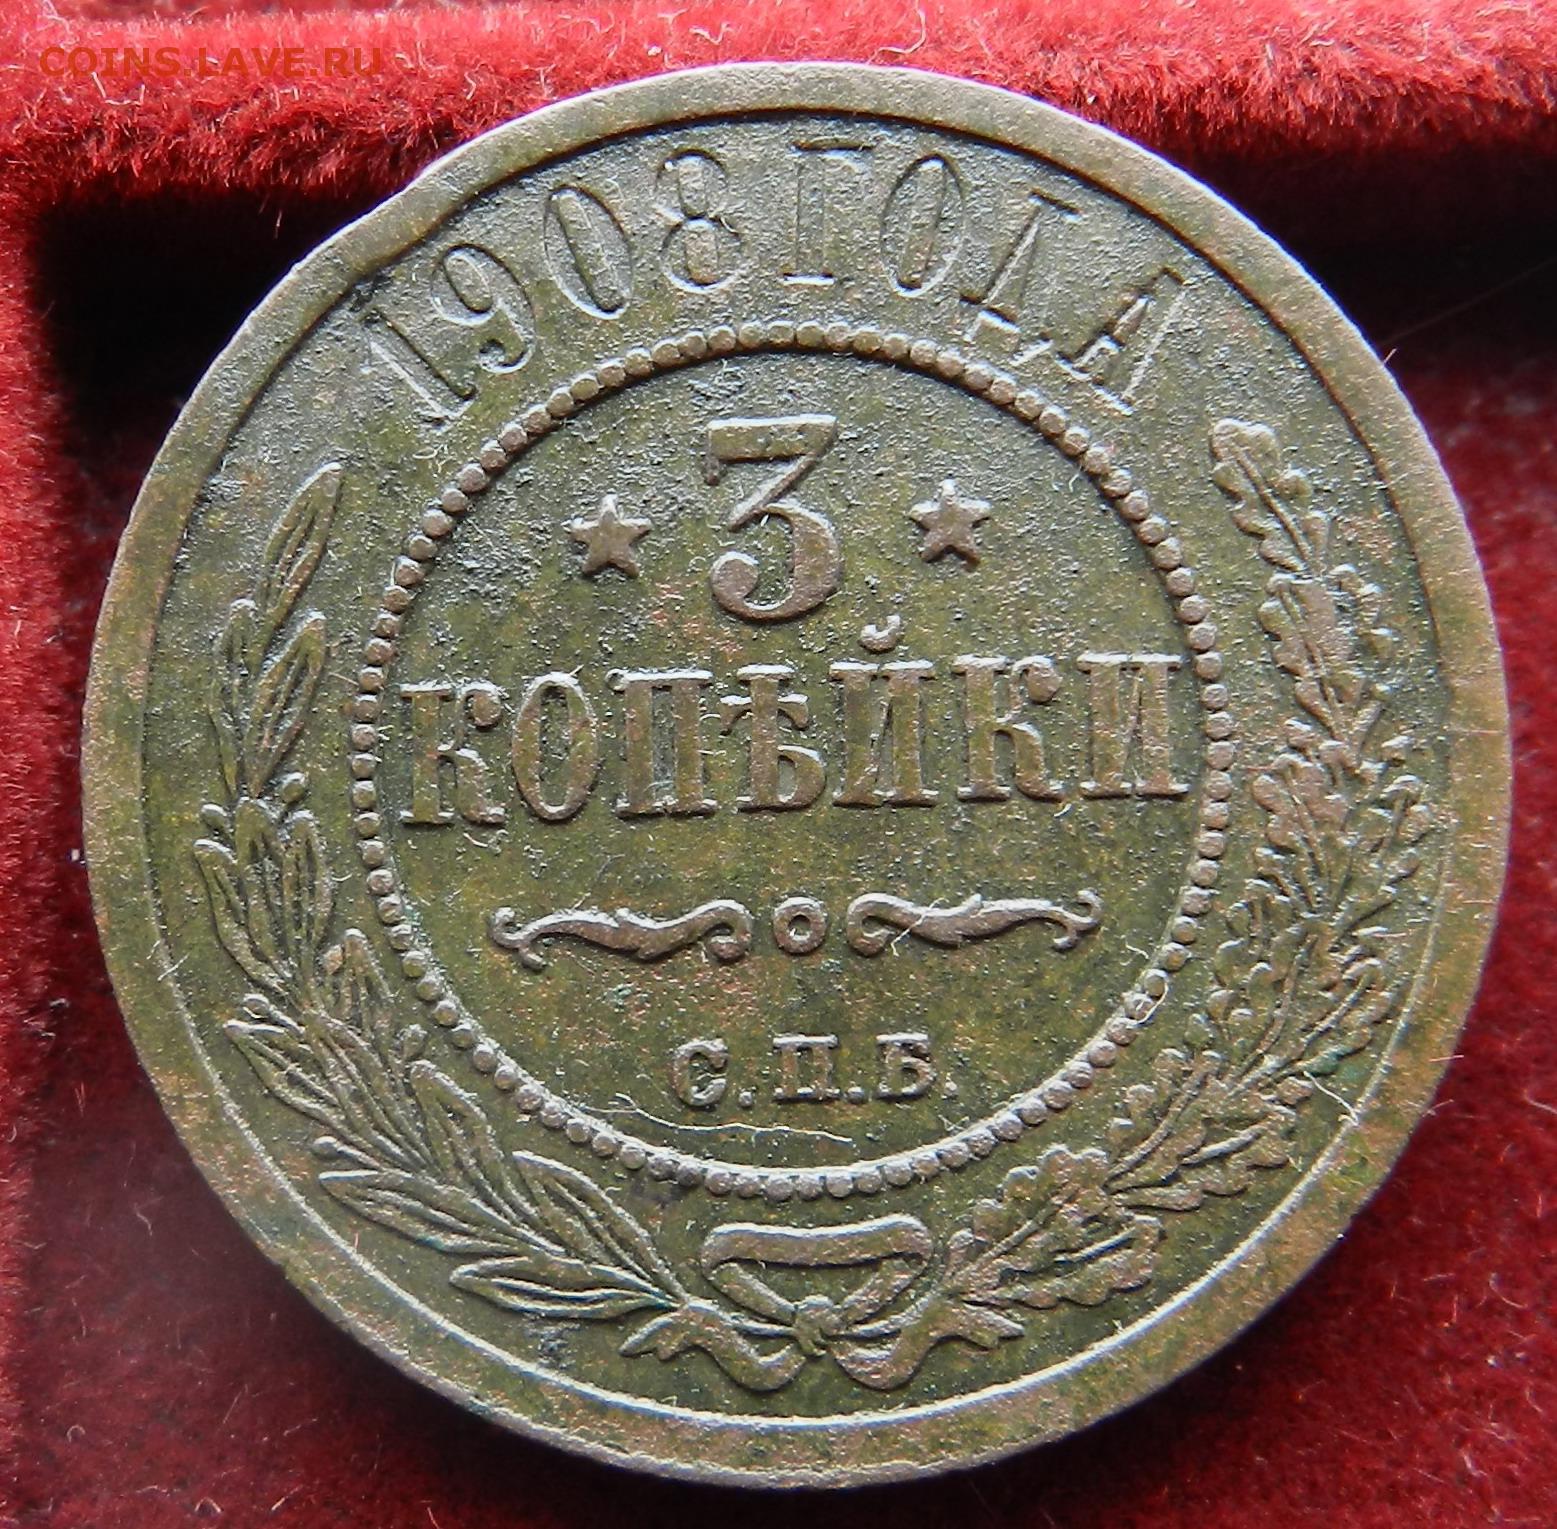 COINS.LAVE.RU
1908 ГОДА
3
КОПѢЙКИ
С.П.Б.